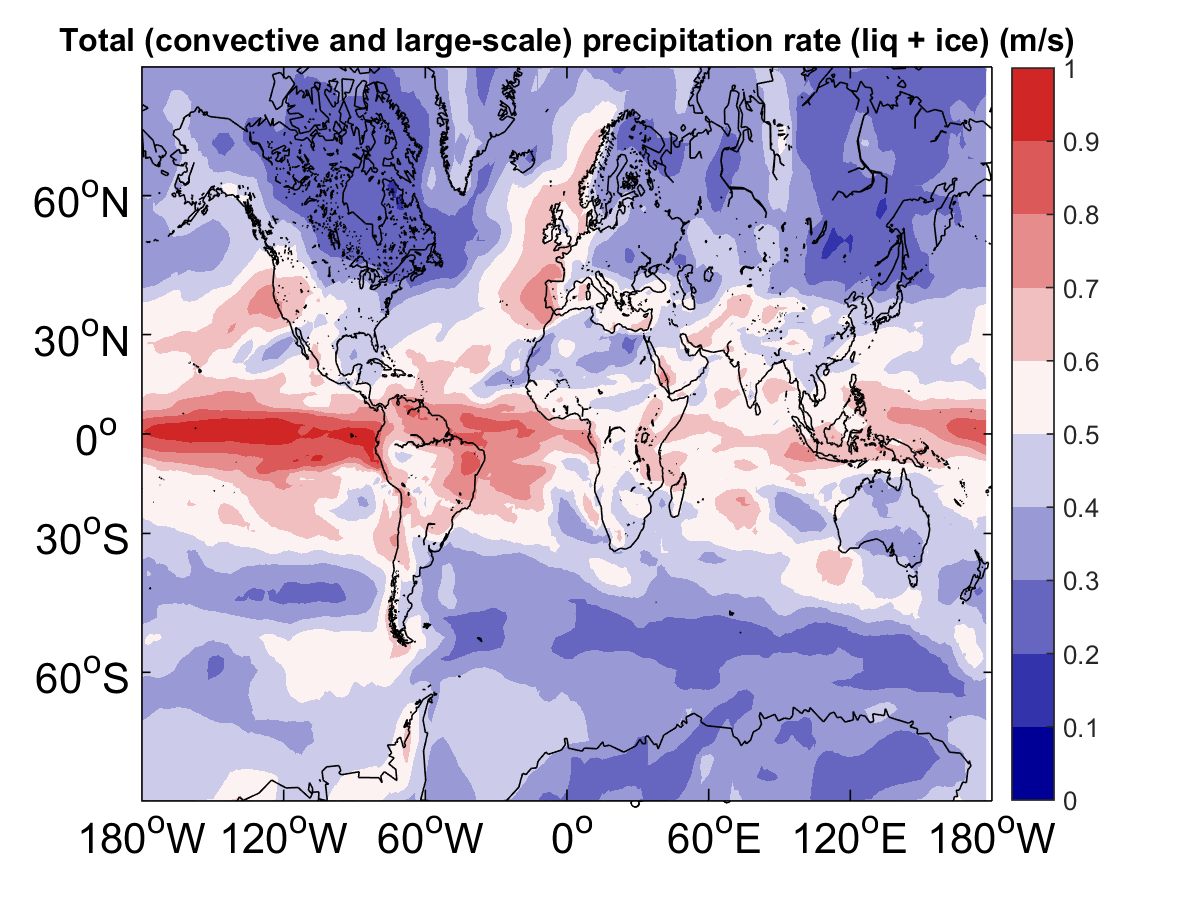 Total (convective and large-scale) precipitation rate (liq + ice) (m/s)
1
0.9
0.8
0.7
0.6
0.5
0.4
0.3
0.2
0.1
0
60°N
30°N
0°
30°S
60°S
180°W 120°W 60°W 0° 60°E 120°E 180°W